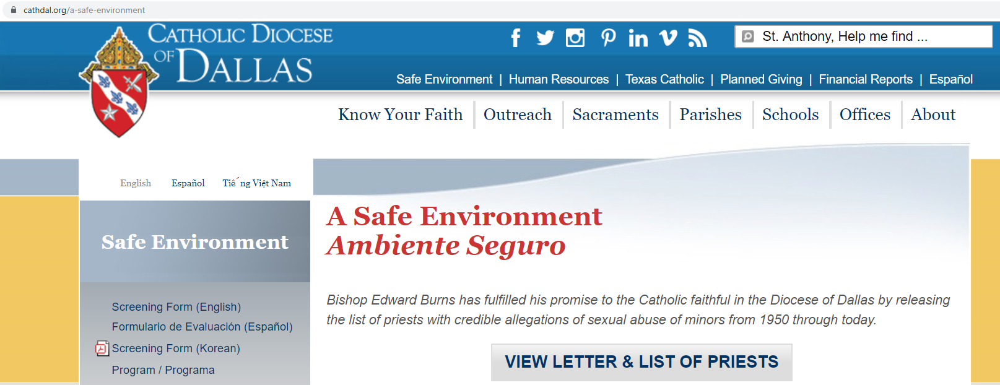 cathdal.org/a-safe-environment
CATHOLIC DIOCESE
OF DALLAS
St. Anthony, Help me find ...
Safe Environment | Human Resources | Texas Catholic | Planned Giving | Financial Reports | Español
Know Your Faith
Outreach
Sacraments
Parishes
Schools
Offices
About
English Español Tiếng Việt Nam
Safe Environment
Screening Form (English)
Formulario de Evaluación (Español)
Screening Form (Korean)
Program / Programa
A Safe Environment
Ambiente Seguro
Bishop Edward Burns has fulfilled his promise to the Catholic faithful in the Diocese of Dallas by releasing
the list of priests with credible allegations of sexual abuse of minors from 1950 through today.
VIEW LETTER & LIST OF PRIESTS